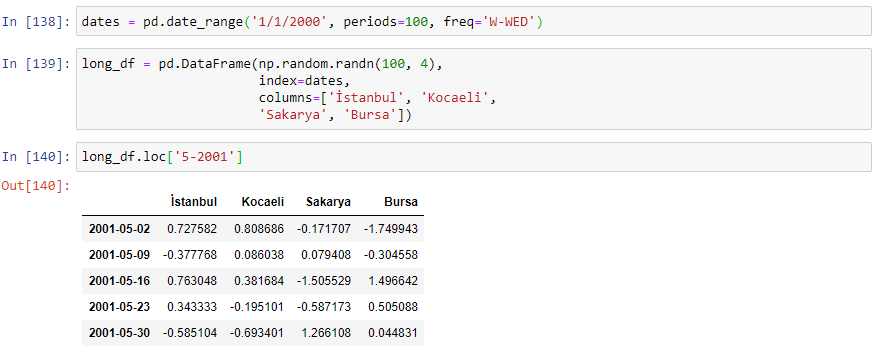 In [138]: dates = pd.date_range('1/1/2000', periods=100, freq='W-WED')
In [139]: long_df = pd.DataFrame(np.random.randn(100, 4),
index=dates,
columns=['İstanbul', 'Kocaeli',
'Sakarya', 'Bursa'])
In [140]: long_df.loc['5-2001']
Out[140]:
İstanbul Kocaeli Sakarya Bursa
2001-05-02 0.727582 0.808686 -0.171707 -1.749943
2001-05-09 -0.377768 0.086038 0.079408 -0.304558
2001-05-16 0.763048 0.381684 -1.505529 1.496642
2001-05-23 0.343333 -0.195101 -0.587173 0.505088
2001-05-30 -0.585104 -0.693401 1.266108 0.044831